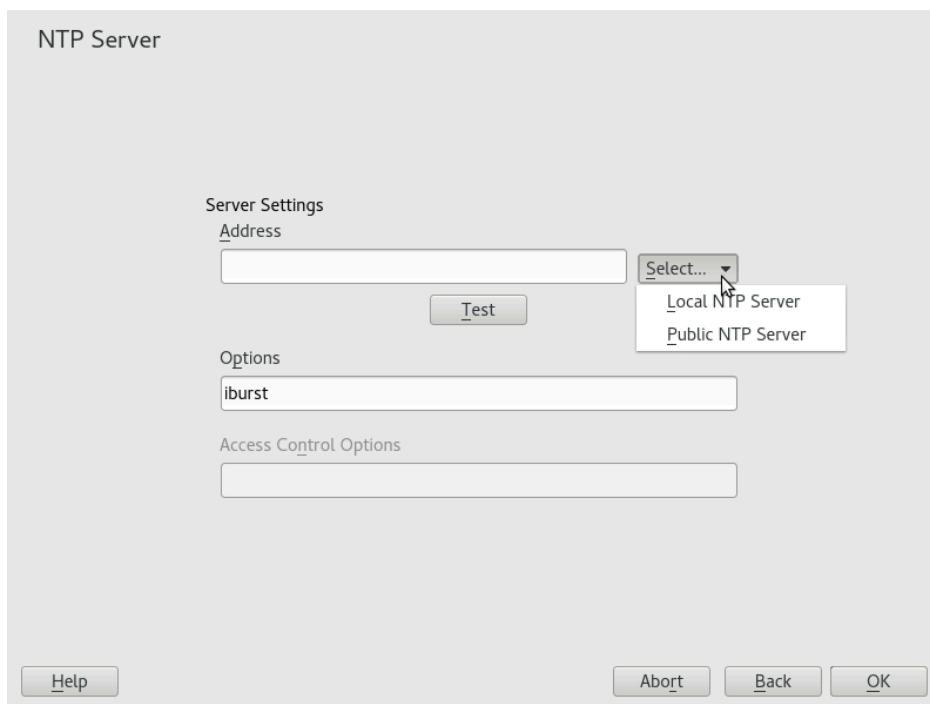 NTP Server
Server Settings
Address
Select...
Local NTP Server
Test
Public NTP Server
Options
iburst
Access Control Options
Help
Abort
Back
OK